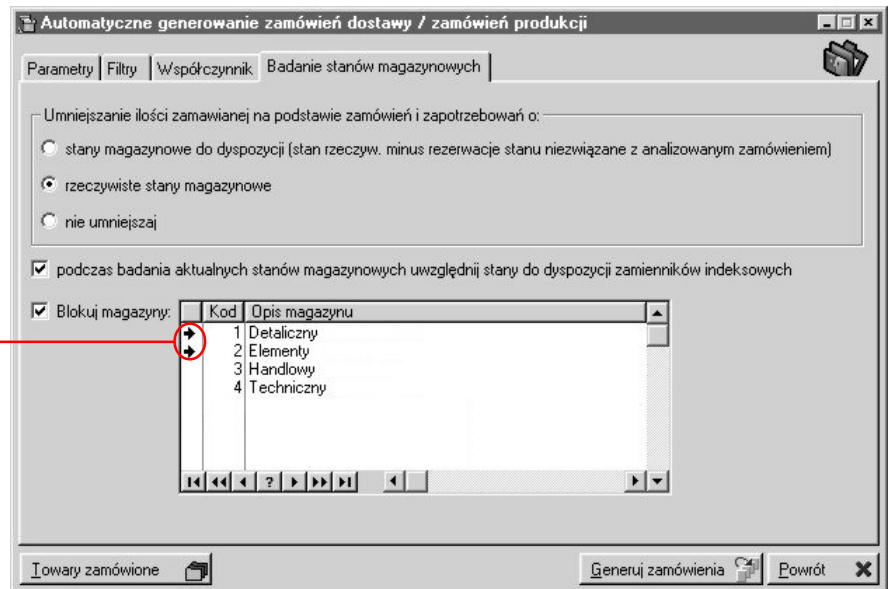 Automatyczne generowanie zamówień dostawy / zamówień produkcji
Parametry Filtry Współczynnik Badanie stanów magazynowych
Umniejszanie ilości zamawianej na podstawie zamówień i zapotrzebowań o:
stany magazynowe do dyspozycji (stan rzeczyw. minus rezerwacje stanu niezwiązane z analizowanym zamówieniem)
rzeczywiste stany magazynowe
nie umniejszaj
podczas badania aktualnych stanów magazynowych uwzględnij stany do dyspozycji zamienników indeksowych
Blokuj magazyny: Kod Opis magazynu
1 Detaliczny
2 Elementy
3 Handlowy
4 Techniczny
?
Towary zamówione Generuj zamówienia Powrót